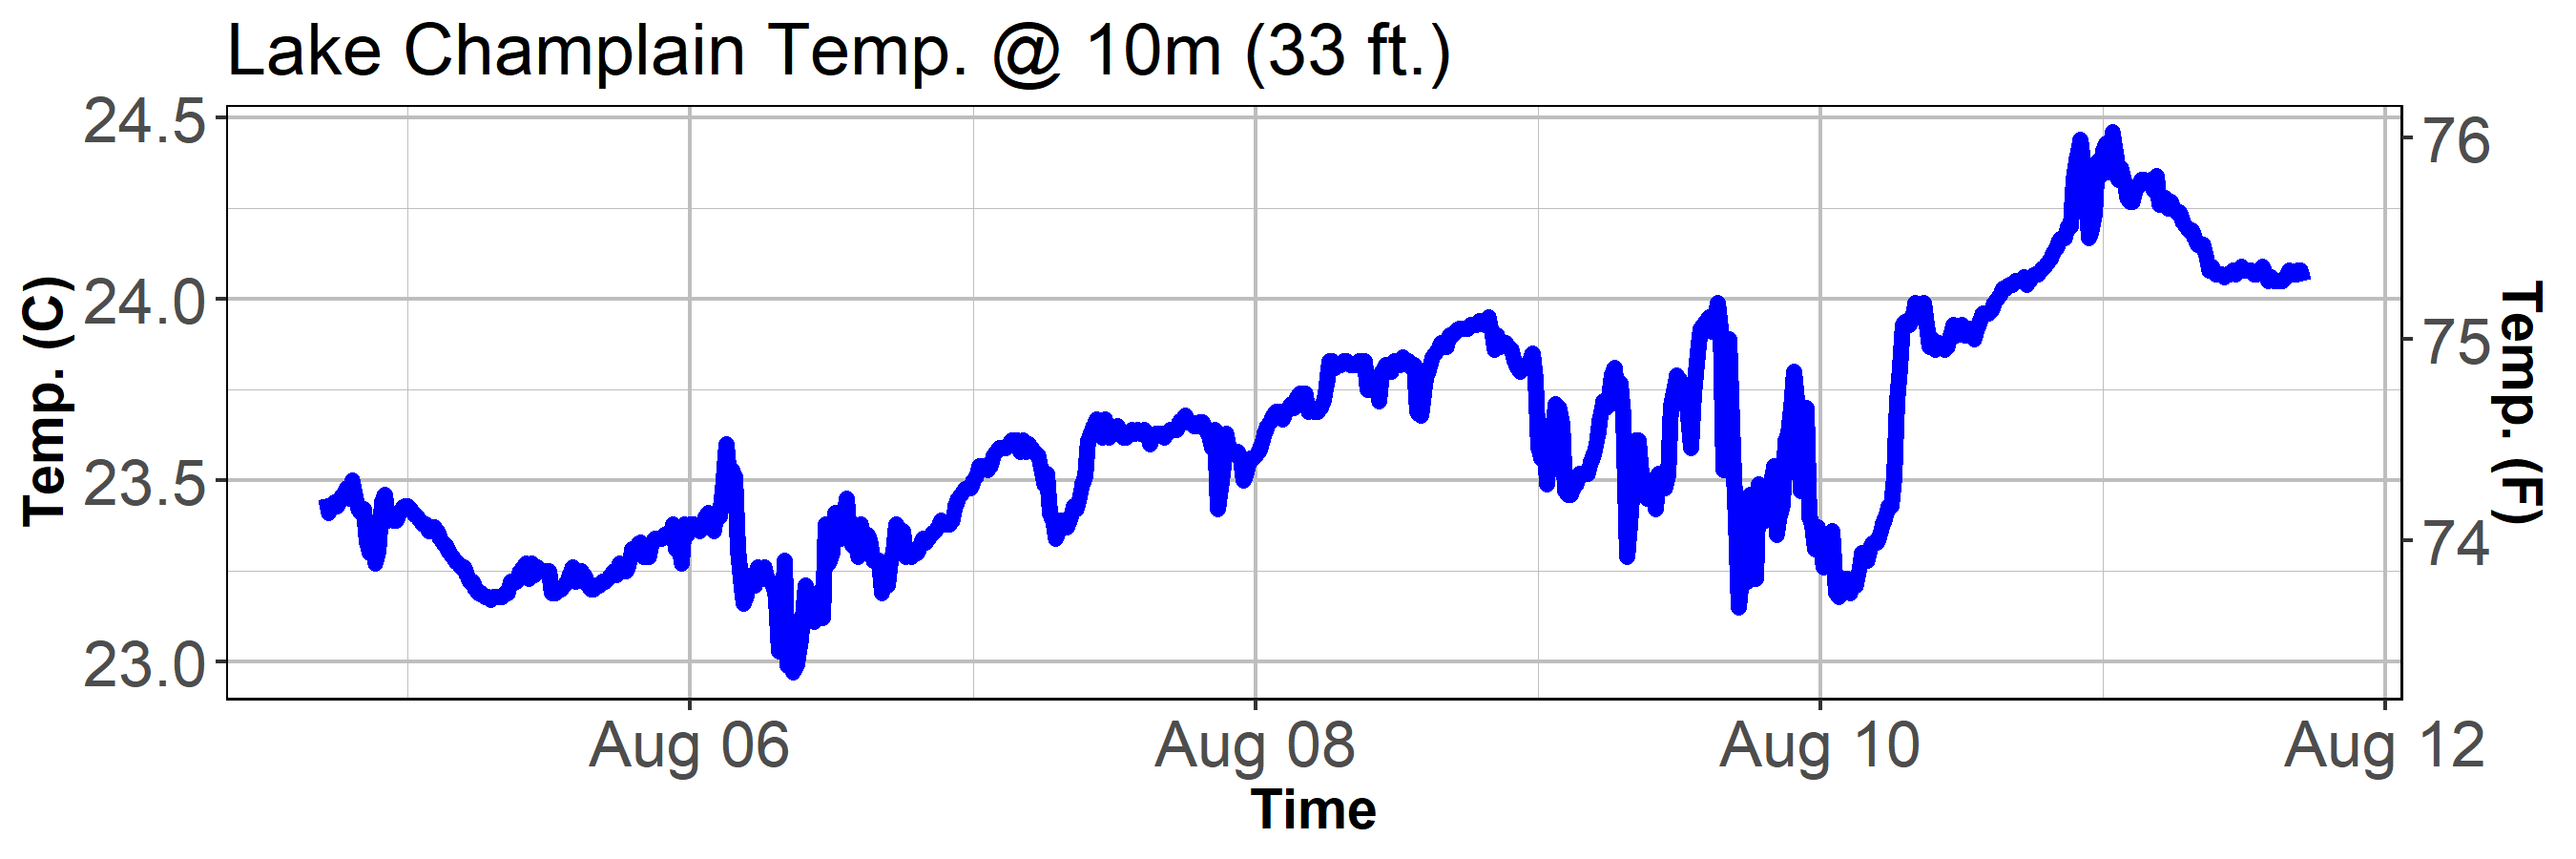 Lake Champlain Temp. @ 10m (33 ft.)
24.5
24.0
23.5
23.0
Temp. (C)
76
75
74
Temp. (F)
Aug 06
Aug 08
Aug 10
Aug 12
Time